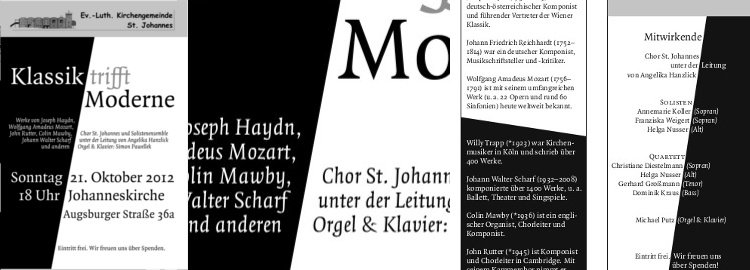 Ev.-Luth. Kirchengemeinde
St. Johannes
Klassik trifft
Moderne
Werke von Joseph Haydn,
Wolfgang Amadeus Mozart,
John Rutter, Colin Mawby,
Johann Walter Scharf
und anderen
Chor St. Johannes und Solistenensemble
unter der Leitung von Angelika Hanzlick
Orgel & Klavier: Simon Pawellek
Sonntag 21. Oktober 2012
18 Uhr Johanneskirche
Augsburger Straße 36a
Eintritt frei. Wir freuen uns über Spenden.
Mo
oseph Haydn,
deus Mozart,
olin Mawby,
Walter Scharf
nd anderen
Chor St. Johann
unter der Leitung
Orgel & Klavier:
deutsch-österreichischer Komponist
und führender Vertreter der Wiener
Klassik.
Johann Friedrich Reichhardt (1752–
1814) war ein deutscher Komponist,
Musikschriftsteller und -kritiker.
Wolfgang Amadeus Mozart (1756–
1791) ist mit seinem umfangreichen
Werk (u. a. 22 Opern und rund 60
Sinfonien) heute weltweit bekannt.
Willy Trapp (*1923) war Kirchen-
musiker in Köln und schrieb über
400 Werke.
Johann Walter Scharf (1932–2008)
komponierte über 1400 Werke, u. a.
Ballett, Theater und Singspiele.
Colin Mawby (*1936) ist ein engli-
scher Organist, Chorleiter und
Komponist.
John Rutter (*1945) ist Komponist
und Chorleiter in Cambridge. Mit
Mitwirkende
Chor St. Johannes
unter der Leitung
von Angelika Hanzlick
Solisten
Annemarie Koller (Sopran)
Franziska Weigert (Sopran)
Helga Nusser (Alt)
Quartett
Christiane Diestelmann (Sopran)
Helga Nusser (Alt)
Gerhard Großmann (Tenor)
Dominik Kraus (Bass)
Michael Putz (Orgel & Klavier)
Eintritt frei. Wir freuen uns
über Spenden!